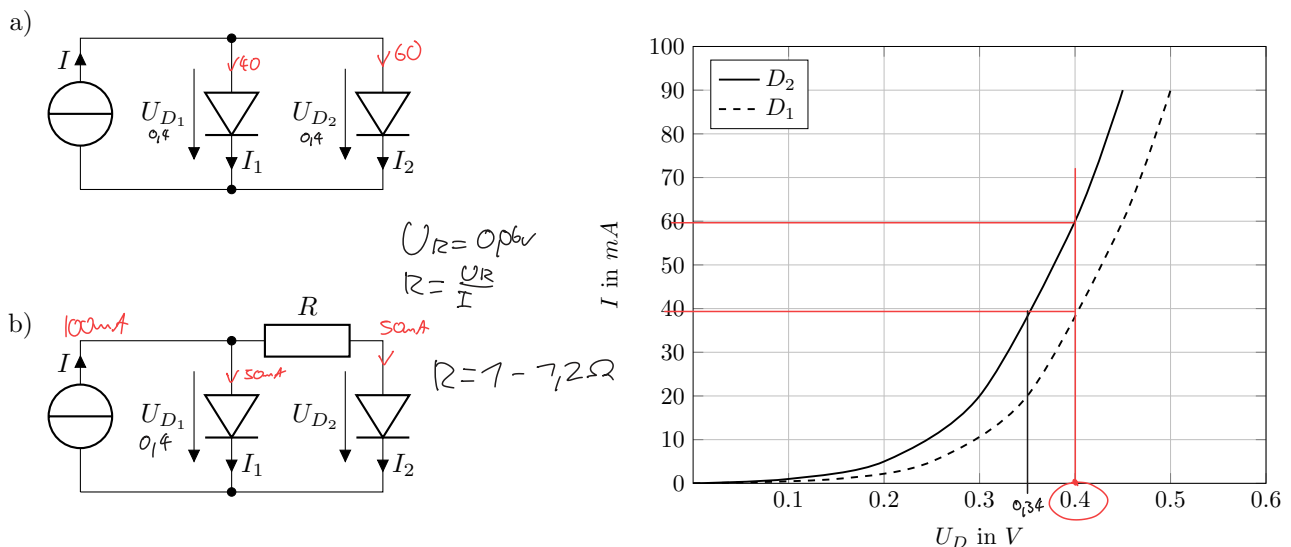 a)
I
40
60
U_{D_1}
0,4
U_{D_2}
0,4
I_1
I_2
U_R = 0,06V
R = \frac{U_R}{I}
b)
100mA
R
50mA
I
50mA
R = 1 - 1,2Ω
U_{D_1}
0,4
U_{D_2}
I_1
I_2
D_2
D_1
I in mA
100
90
80
70
60
50
40
30
20
10
0
0.1
0.2
0.3
0,34
0.4
0.5
0.6
U_D in V